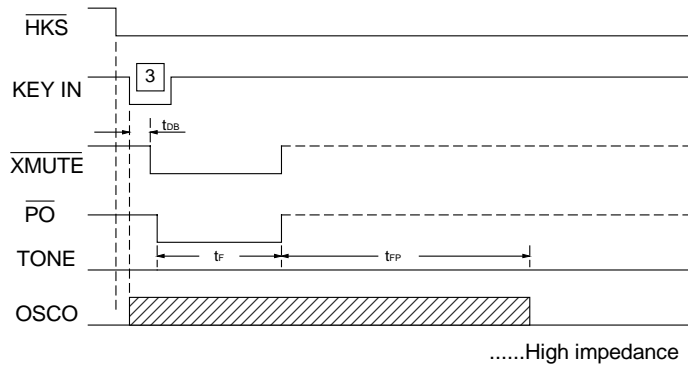 HKS
KEY IN
3
tDB
XMUTE
PO
tF
tFP
TONE
OSCO
......High impedance